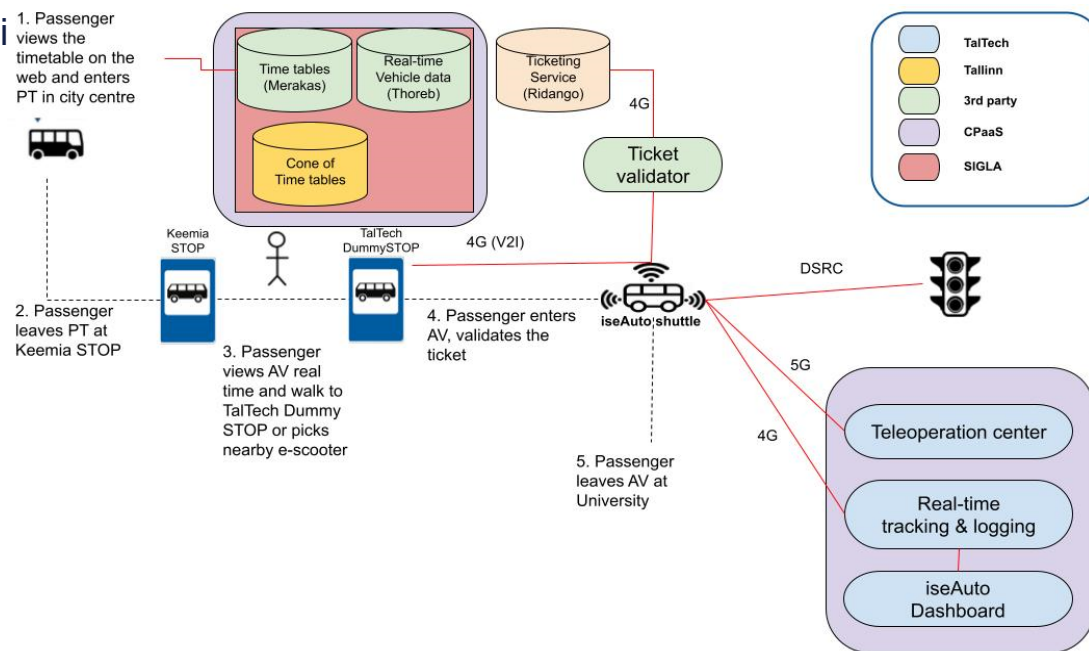 i
1. Passenger
views the
timetable on the
web and enters
PT in city centre
Time tables
(Merakas)
Real-time
Vehicle data
(Thoreb)
Cone of
Time tables
Ticketing
Service
(Ridango)
4G
Ticket
validator
TalTech
Tallinn
3rd party
CPaaS
SIGLA
Keemia
STOP
TalTech
DummySTOP
4G (V2I)
DSRC
iseAuto shuttle
2. Passenger
leaves PT at
Keemia STOP
3. Passenger
views AV real
time and walk to
TalTech Dummy
STOP or picks
nearby e-scooter
4. Passenger enters
AV, validates the
ticket
5. Passenger
leaves AV at
University
5G
4G
Teleoperation center
Real-time
tracking & logging
iseAuto
Dashboard